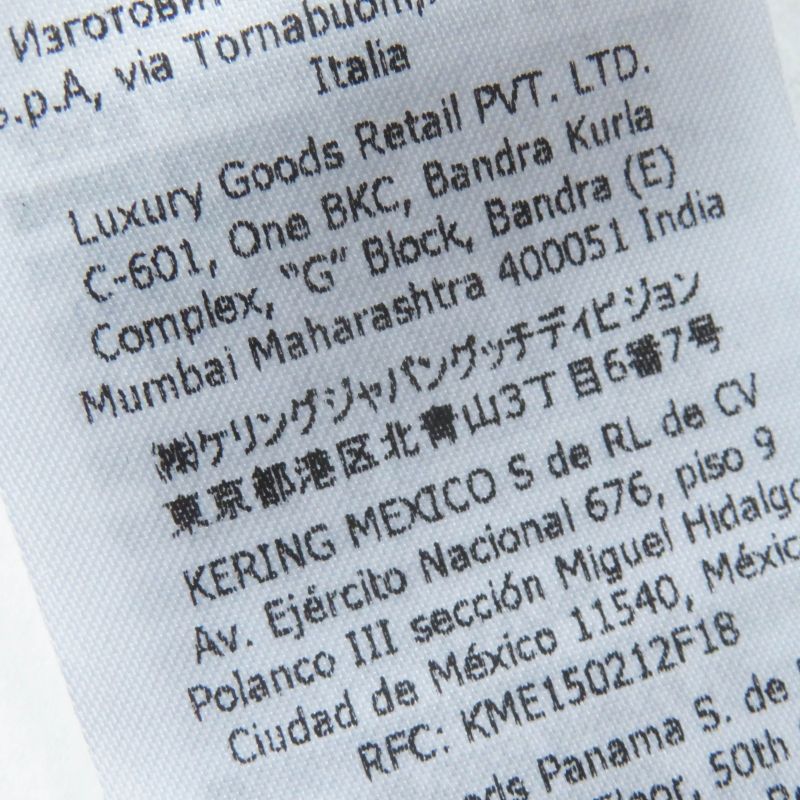 Изготови
S.p.A, via Tornabuoni,
Italia
Luxury Goods Retail PVT. LTD.
C-601, One BKC, Bandra Kurla
Complex, "G" Block, Bandra (E)
Mumbai Maharashtra 400051 India
㈱ケリングジャパングッチディビジョン
東京都港区北青山3丁目6番7号
KERING MEXICO S de RL de CV
Av. Ejército Nacional 676, piso 9
Polanco III sección Miguel Hidalgo
Ciudad de México 11540, México
RFC: KME150212F18
Panama S. de
50th